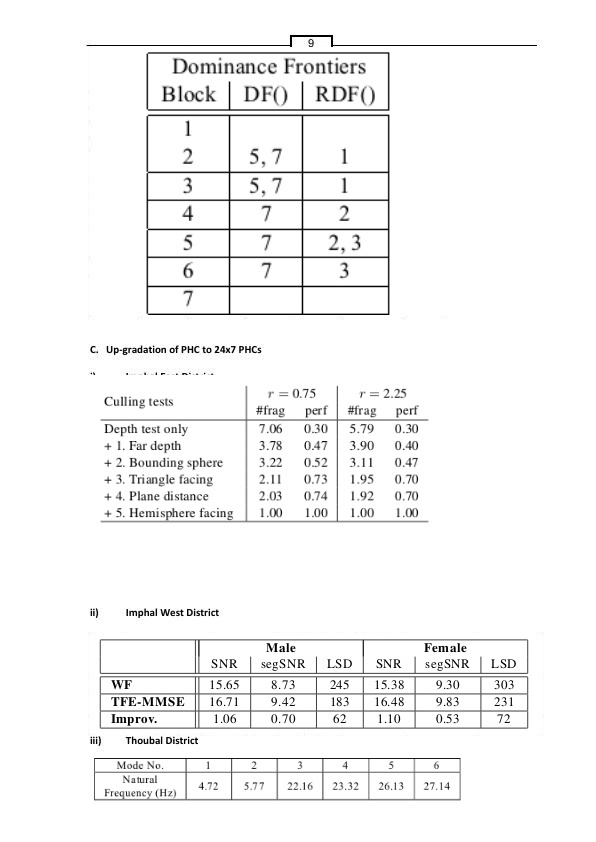 9
Dominance Frontiers
Block DF() RDF()
1
2 5, 7 1
3 5, 7 1
4 7 2
5 7 2, 3
6 7 3
7
C. Up-gradation of PHC to 24x7 PHCs
Culling tests r = 0.75 r = 2.25
#frag perf #frag perf
Depth test only 7.06 0.30 5.79 0.30
+ 1. Far depth 3.78 0.47 3.90 0.40
+ 2. Bounding sphere 3.22 0.52 3.11 0.47
+ 3. Triangle facing 2.11 0.73 1.95 0.70
+ 4. Plane distance 2.03 0.74 1.92 0.70
+ 5. Hemisphere facing 1.00 1.00 1.00 1.00
ii) Imphal West District
Male Female
SNR segSNR LSD SNR segSNR LSD
WF 15.65 8.73 245 15.38 9.30 303
TFE-MMSE 16.71 9.42 183 16.48 9.83 231
Improv. 1.06 0.70 62 1.10 0.53 72
iii) Thoubal District
Mode No. 1 2 3 4 5 6
Natural
Frequency (Hz) 4.72 5.77 22.16 23.32 26.13 27.14